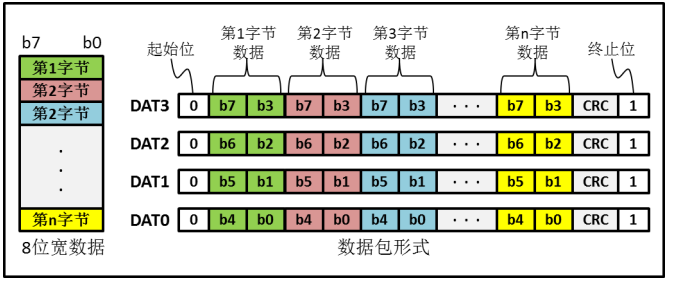 b7 b0
第1字节
第2字节
第2字节
.
.
.
第n字节
8位宽数据
起始位
第1字节
数据
第2字节
数据
第3字节
数据
第n字节
数据
终止位
DAT3 0 b7 b3 b7 b3 b7 b3 · · · b7 b3 CRC 1
DAT2 0 b6 b2 b6 b2 b6 b2 · · · b6 b2 CRC 1
DAT1 0 b5 b1 b5 b1 b5 b1 · · · b5 b1 CRC 1
DAT0 0 b4 b0 b4 b0 b4 b0 · · · b4 b0 CRC 1
数据包形式